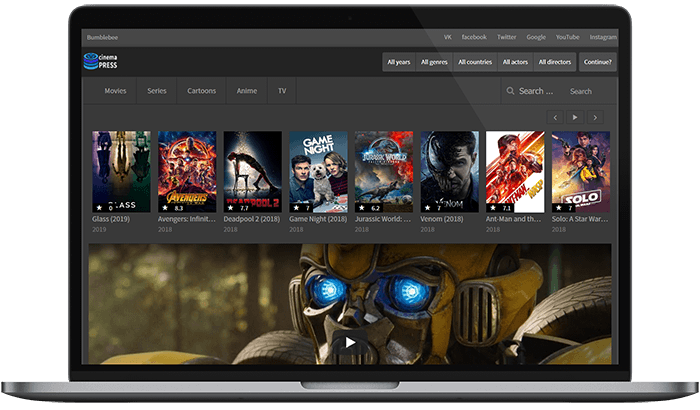 Bumblebee VK facebook Twitter Google YouTube Instagram
cinema
PRESS
All years All genres All countries All actors All directors Continue?
Movies Series Cartoons Anime TV Search ... Search
GLASS AVENGERS DEADPOOL 2 GAME NIGHT JURASSIC WORLD VENOM SOLO
0 8.3 7.7 7 6.2 7 7.1 7
Glass (2019) Avengers: Infinit... Deadpool 2 (2018) Game Night (2018) Jurassic World: ... Venom (2018) Ant-Man and th... Solo: A Star War...
2019 2018 2018 2018 2018 2018 2018 2018